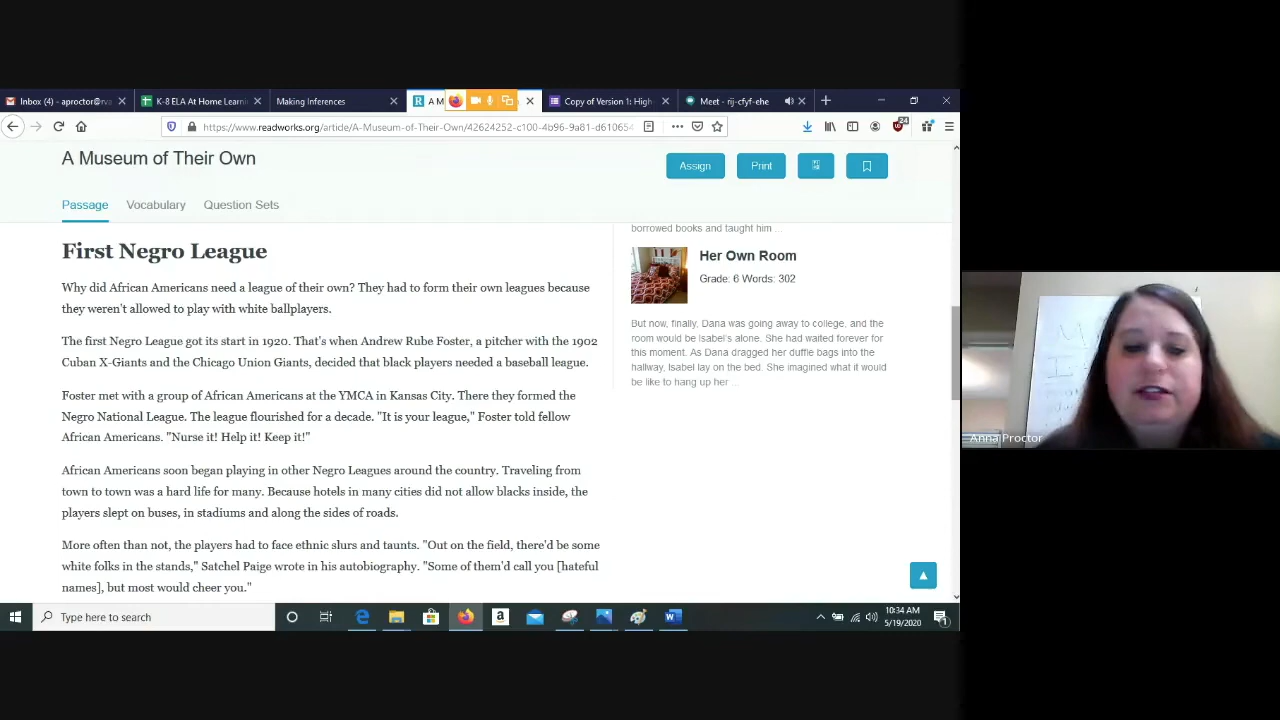 Inbox (4) - aproctor@rva
K-8 ELA At Home Learni
Making Inferences
A M
Copy of Version 1: High
Meet - rij-cfyf-ehe
https://www.readworks.org/article/A-Museum-of-Their-Own/42624252-c100-4b96-9a81-d61065
24
A Museum of Their Own
Assign
Print
Passage
Vocabulary
Question Sets
First Negro League
Why did African Americans need a league of their own? They had to form their own leagues because
they weren't allowed to play with white ballplayers.
The first Negro League got its start in 1920. That's when Andrew Rube Foster, a pitcher with the 1902
Cuban X-Giants and the Chicago Union Giants, decided that black players needed a baseball league.
Foster met with a group of African Americans at the YMCA in Kansas City. There they formed the
Negro National League. The league flourished for a decade. "It is your league," Foster told fellow
African Americans. "Nurse it! Help it! Keep it!"
African Americans soon began playing in other Negro Leagues around the country. Traveling from
town to town was a hard life for many. Because hotels in many cities did not allow blacks inside, the
players slept on buses, in stadiums and along the sides of roads.
More often than not, the players had to face ethnic slurs and taunts. "Out on the field, there'd be some
white folks in the stands," Satchel Paige wrote in his autobiography. "Some of them'd call you [hateful
names], but most would cheer you."
borrowed books and taught him ...
Her Own Room
Grade: 6 Words: 302
But now, finally, Dana was going away to college, and the
room would be Isabel's alone. She had waited forever for
this moment. As Dana dragged her duffle bags into the
hallway, Isabel lay on the bed. She imagined what it would
be like to hang up her ...
Anna Proctor
Type here to search
10:34 AM
5/19/2020